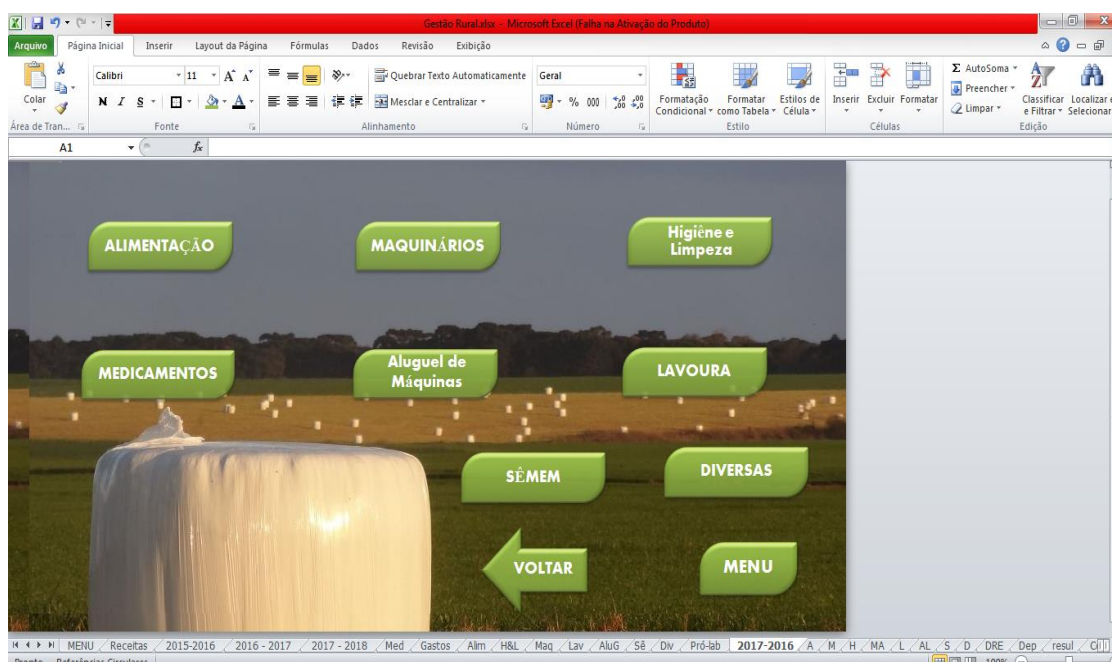 Gestão Rural.xlsx - Microsoft Excel (Falha na Ativação do Produto)
Arquivo Página Inicial Inserir Layout da Página Fórmulas Dados Revisão Exibição
Colar
Calibri 11
Quebrar Texto Automaticamente
Mesclar e Centralizar
Geral
% 000
Formatação Condicional
Formatar como Tabela
Estilos de Célula
Inserir Excluir Formatar
Σ AutoSoma
Preencher
Limpar
Classificar e Filtrar
Localizar e Selecionar
Área de Tran... Fonte Alinhamento Número Estilo Células Edição
A1 fx
ALIMENTAÇÃO MAQUINÁRIOS Higiêne e
Limpeza
MEDICAMENTOS Aluguel de
Máquinas LAVOURA
SÊMEM DIVERSAS
VOLTAR MENU
MENU Receitas 2015-2016 2016 - 2017 2017 - 2018 Med Gastos Alim H&L Maq Lav AluG Sê Div Pró-lab 2017-2016 A M H MA L AL S D DRE Dep resul
Pronto Referências Circulares 100%